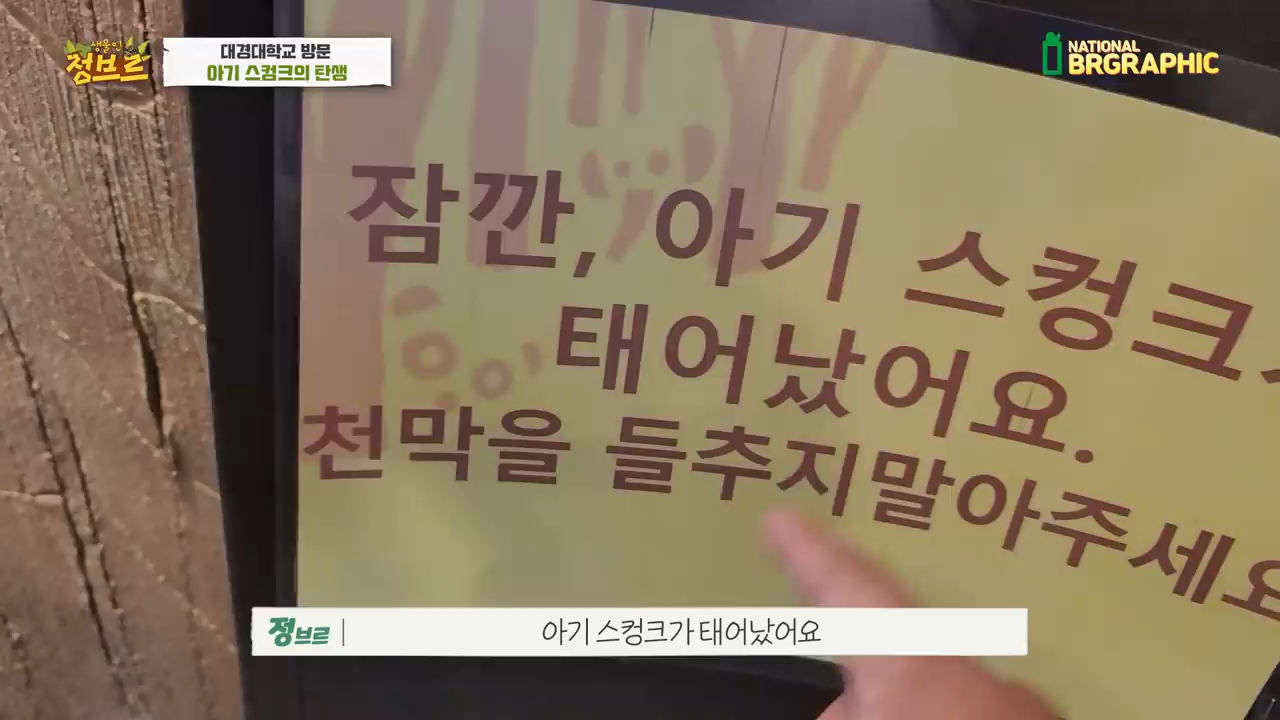 생물인
정브르
대경대학교 방문
아기 스컹크의 탄생
NATIONAL
BRGRAPHIC
잠깐, 아기 스컹크
태어났어요.
천막을 들추지말아주세요
정브르
아기 스컹크가 태어났어요